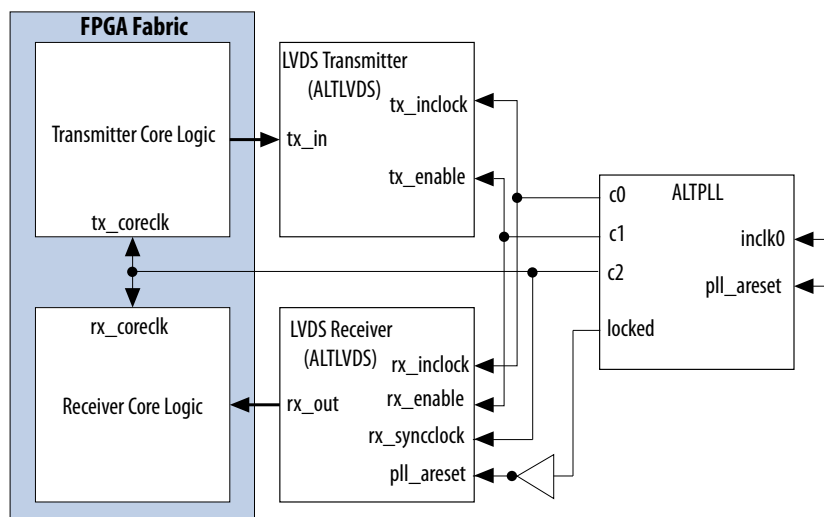 FPGA Fabric
Transmitter Core Logic
tx_coreclk
rx_coreclk
Receiver Core Logic
LVDS Transmitter
(ALTLVDS)
tx_inclock
tx_in
tx_enable
LVDS Receiver
(ALTLVDS)
rx_inclock
rx_out
rx_enable
rx_syncclock
pll_areset
ALTPLL
c0
c1
c2
locked
inclk0
pll_areset